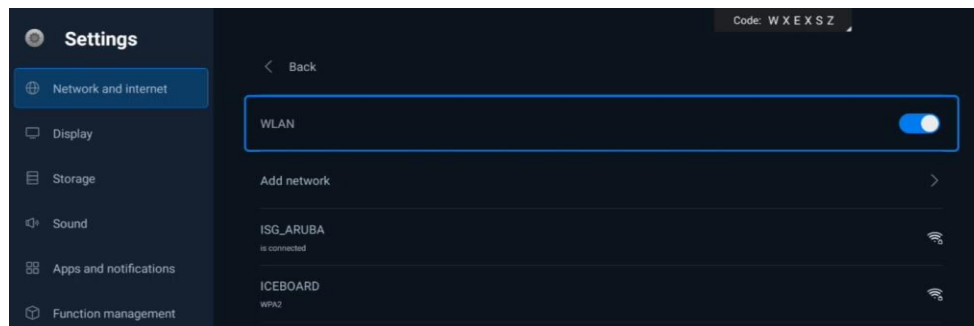 Code: W X E X S Z
Settings
Back
Network and internet
WLAN
Display
Add network
Storage
Sound
ISG_ARUBA
is connected
Apps and notifications
ICEBOARD
WPA2
Function management